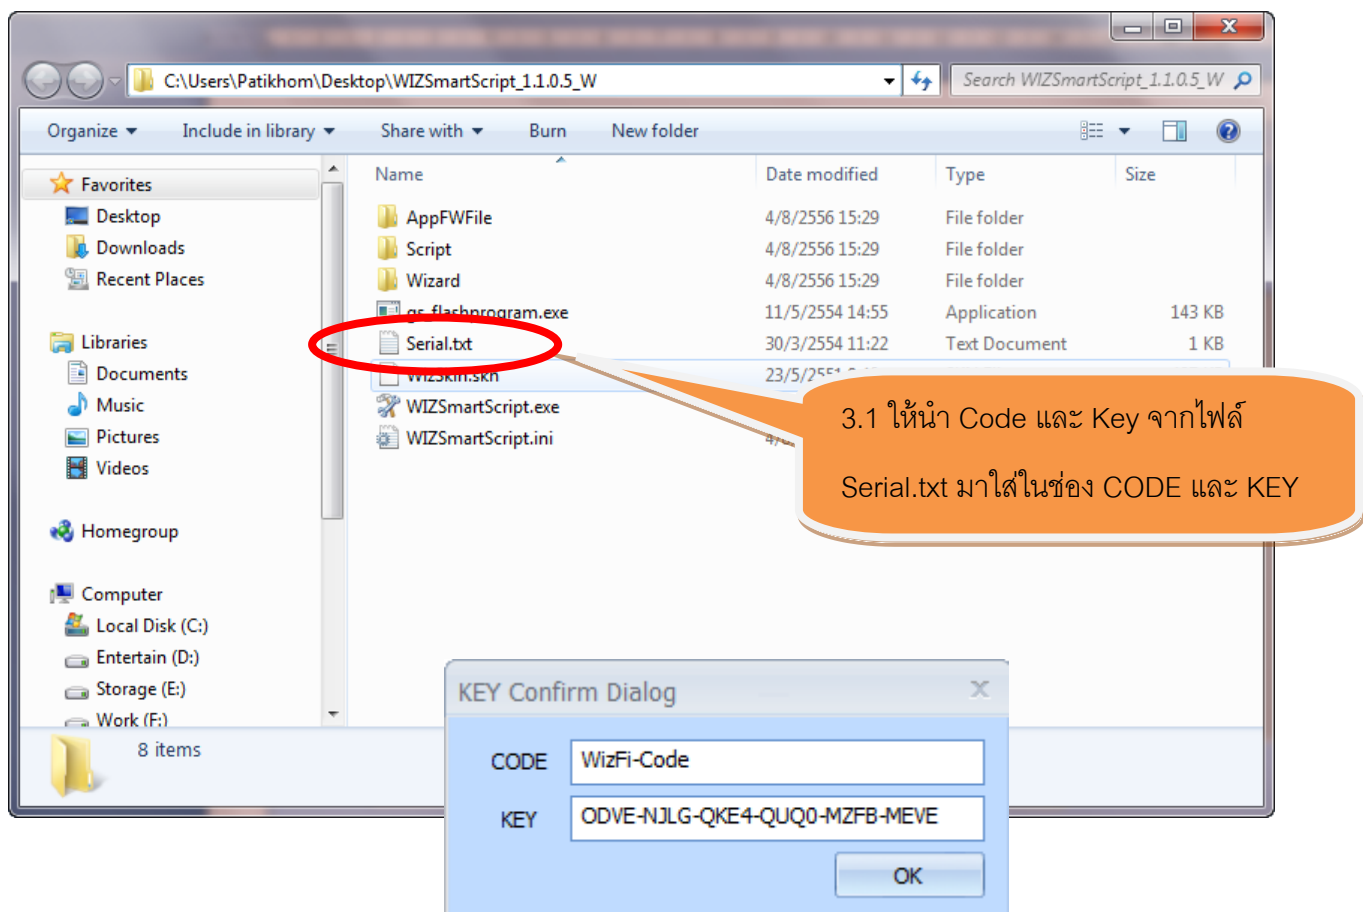 C:\Users\Patikhom\Desktop\WIZSmartScript_1.1.0.5_W
Search WIZSmartScript_1.1.0.5_W
Organize Include in library Share with Burn New folder
Favorites
Desktop
Downloads
Recent Places
Libraries
Documents
Music
Pictures
Videos
Homegroup
Computer
Local Disk (C:)
Entertain (D:)
Storage (E:)
Work (F:)
Name Date modified Type Size
AppFWFile 4/8/2556 15:29 File folder
Script 4/8/2556 15:29 File folder
Wizard 4/8/2556 15:29 File folder
gs_flashprogram.exe 11/5/2554 14:55 Application 143 KB
Serial.txt 30/3/2554 11:22 Text Document 1 KB
WizSkin.skn 23/5/2551
WIZSmartScript.exe
WIZSmartScript.ini
3.1 ให้นำ Code และ Key จากไฟล์
Serial.txt มาใส่ในช่อง CODE และ KEY
8 items
KEY Confirm Dialog
CODE WizFi-Code
KEY ODVE-NJLG-QKE4-QUQ0-MZFB-MEVE
OK